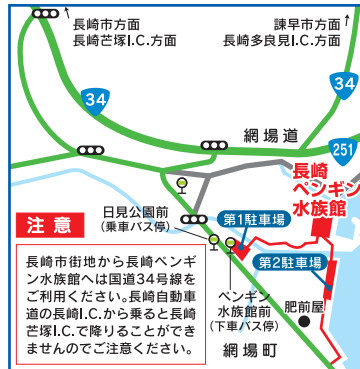 長崎市方面
長崎芒塚I.C.方面
諫早市方面
長崎多良見I.C.方面
34
34
網場道
251
長崎
ペンギン
水族館
日見公園前
(乗車バス停)
第1駐車場
注意
第2駐車場
長崎市街地から長崎ペンギ
ン水族館へは国道34号線を
ご利用ください。長崎自動車
道の長崎I.C.から乗ると長崎
芒塚I.C.で降りることができ
ませんのでご注意ください。
ペンギン
水族館前
(下車バス停)
肥前屋
網場町